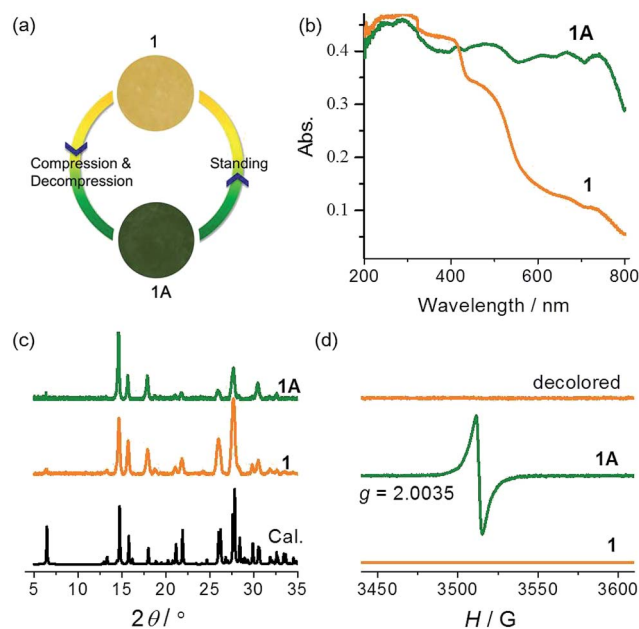 (a)
1
Compression &
Decompression
Standing
1A
(b)
Abs.
0.4
0.3
0.2
0.1
1A
1
200 400 600 800
Wavelength / nm
(c)
1A
1
Cal.
5 10 15 20 25 30 35
2θ / °
(d)
decolored
1A
g = 2.0035
1
3450 3500 3550 3600
H / G